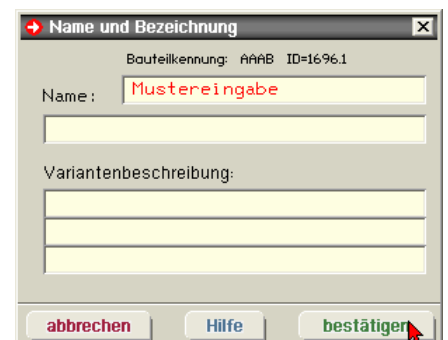 Name und Bezeichnung
Bauteilkennung: AAAB ID=1696.1
Name: Mustereingabe
Variantenbeschreibung:
abbrechen Hilfe bestätigen